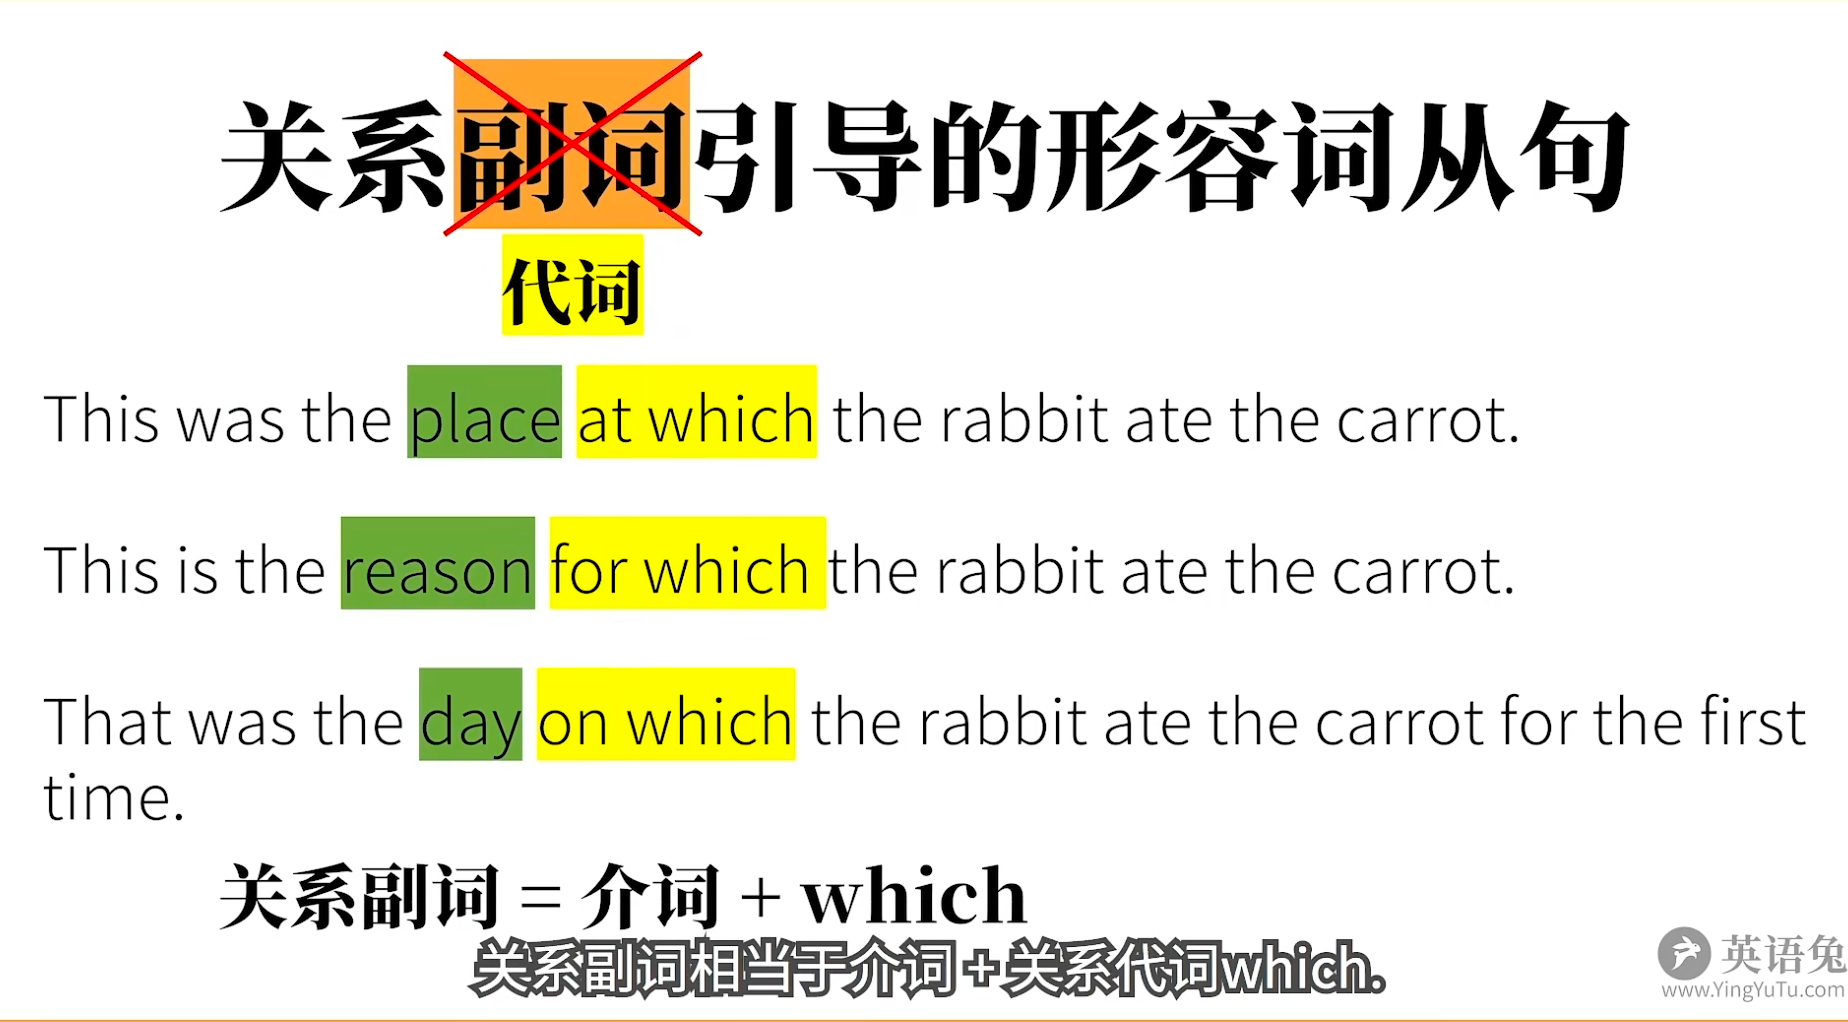 关系副词引导的形容词从句
代词
This was the place at which the rabbit ate the carrot.
This is the reason for which the rabbit ate the carrot.
That was the day on which the rabbit ate the carrot for the first
time.
关系副词 = 介词 + which
关系副词相当于介词 + 关系代词which.
英语兔
www.YingYuTu.com